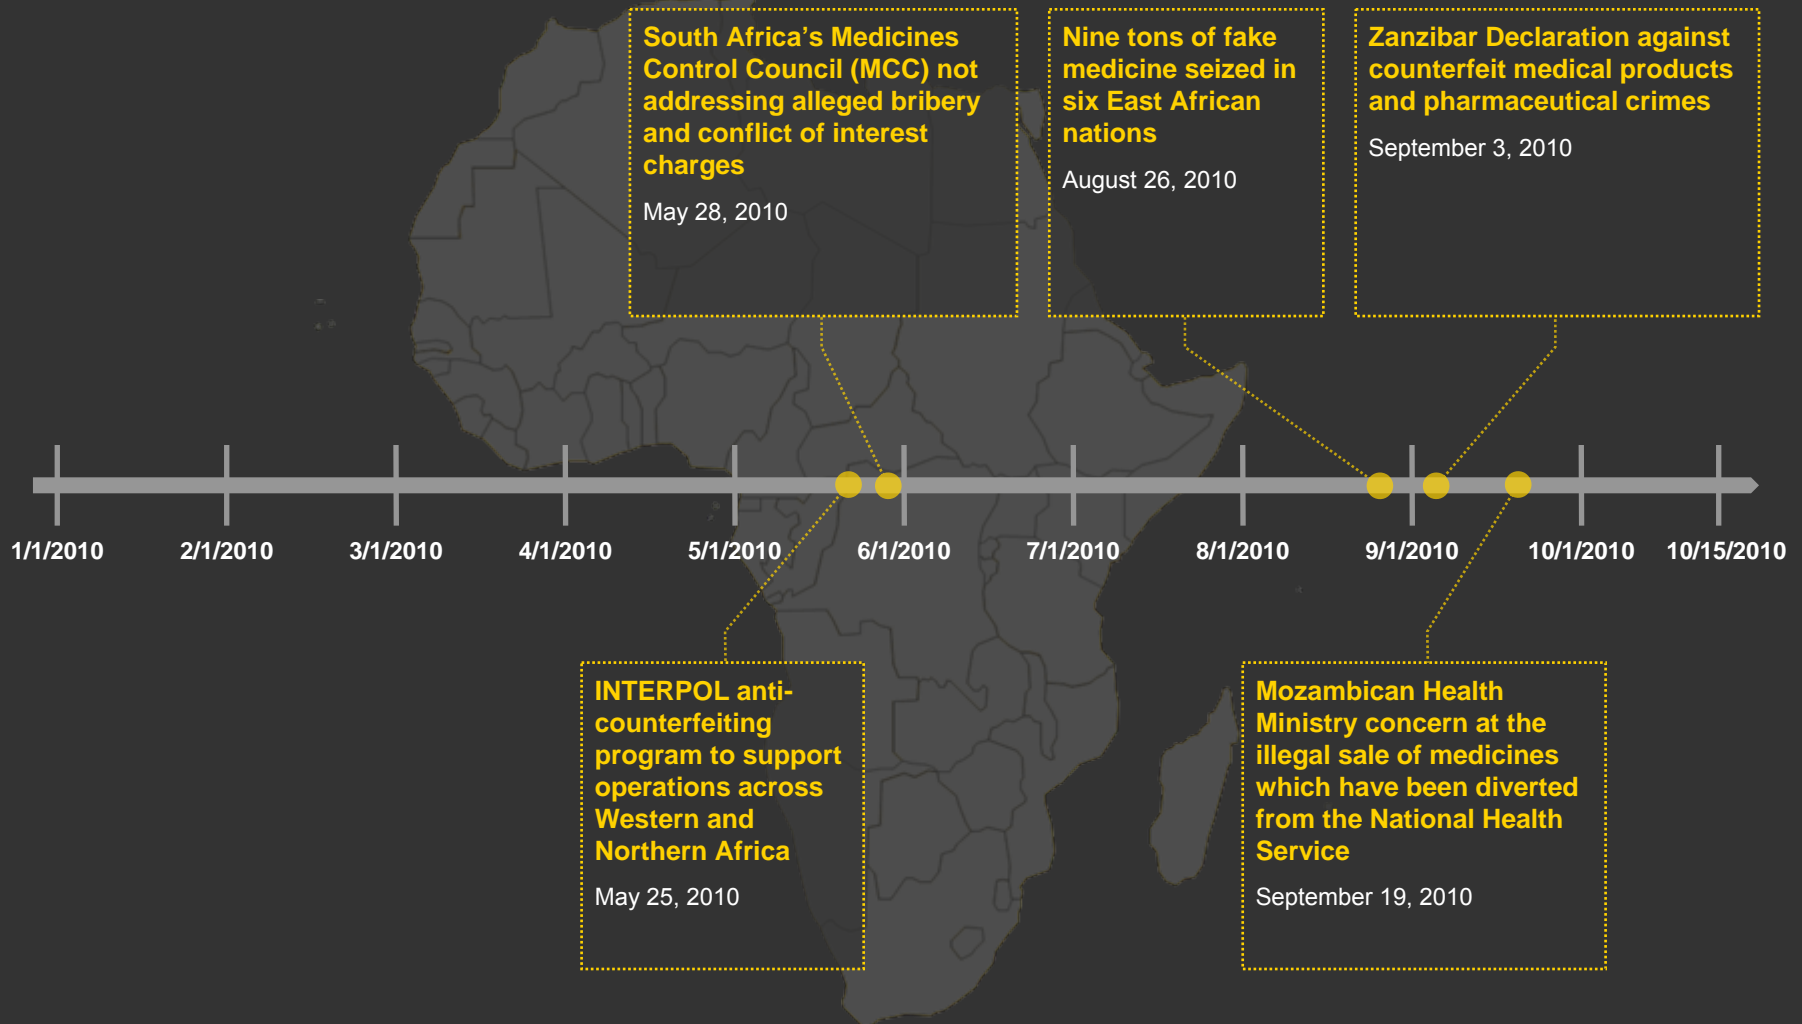 South Africa’s Medicines
Control Council (MCC) not
addressing alleged bribery
and conflict of interest
charges
May 28, 2010
Nine tons of fake
medicine seized in
six East African
nations
August 26, 2010
Zanzibar Declaration against
counterfeit medical products
and pharmaceutical crimes
September 3, 2010
1/1/2010
2/1/2010
3/1/2010
4/1/2010
5/1/2010
6/1/2010
7/1/2010
8/1/2010
9/1/2010
10/1/2010
10/15/2010
INTERPOL anti-
counterfeiting
program to support
operations across
Western and
Northern Africa
May 25, 2010
Mozambican Health
Ministry concern at the
illegal sale of medicines
which have been diverted
from the National Health
Service
September 19, 2010